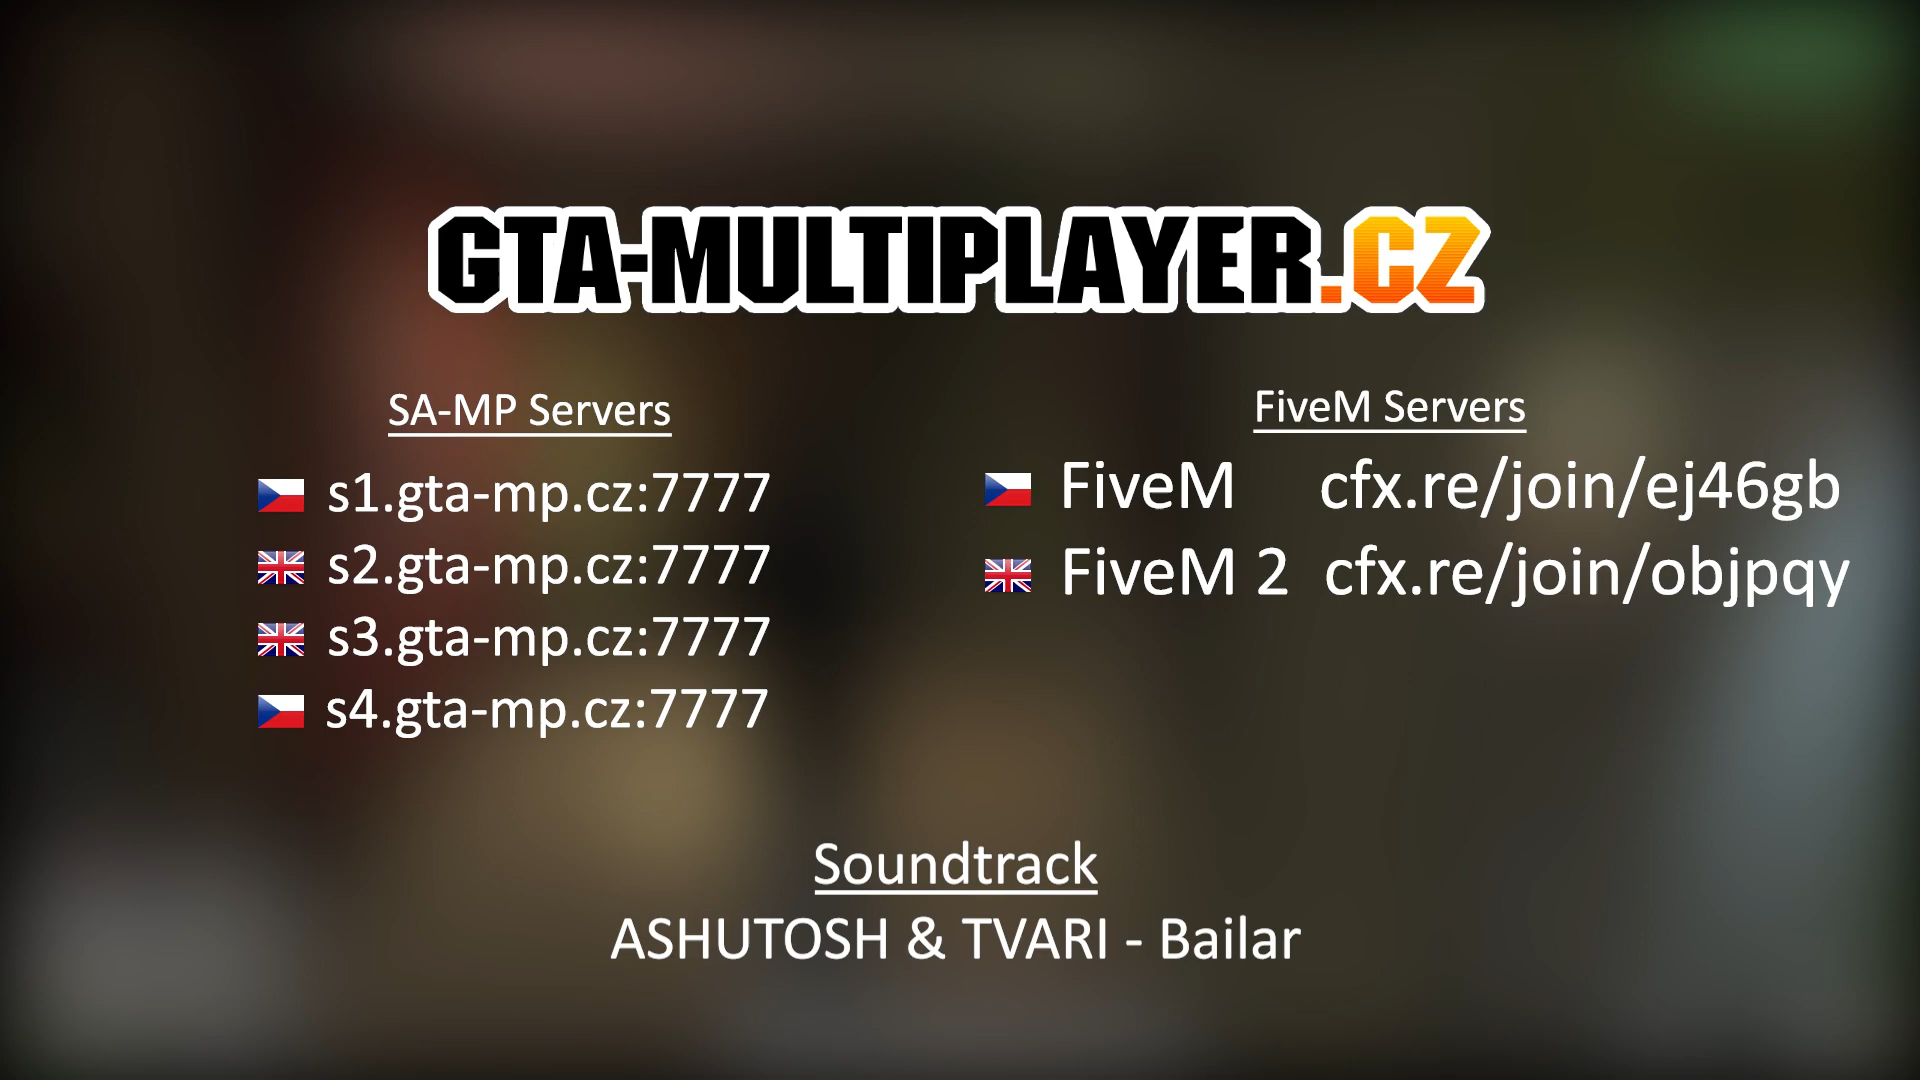 GTA-MULTIPLAYER.CZ
SA-MP Servers
s1.gta-mp.cz:7777
s2.gta-mp.cz:7777
s3.gta-mp.cz:7777
s4.gta-mp.cz:7777
FiveM Servers
FiveM cfx.re/join/ej46gb
FiveM 2 cfx.re/join/objpqy
Soundtrack
ASHUTOSH & TVARI - Bailar